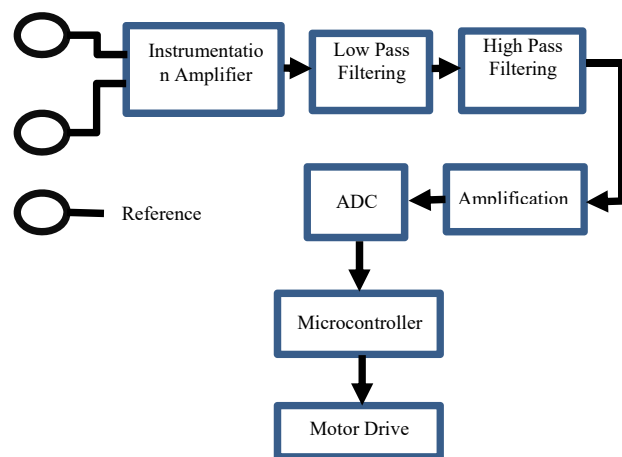 Instrumentatio
n Amplifier
Low Pass
Filtering
High Pass
Filtering
ADC
Amplification
Reference
Microcontroller
Motor Drive